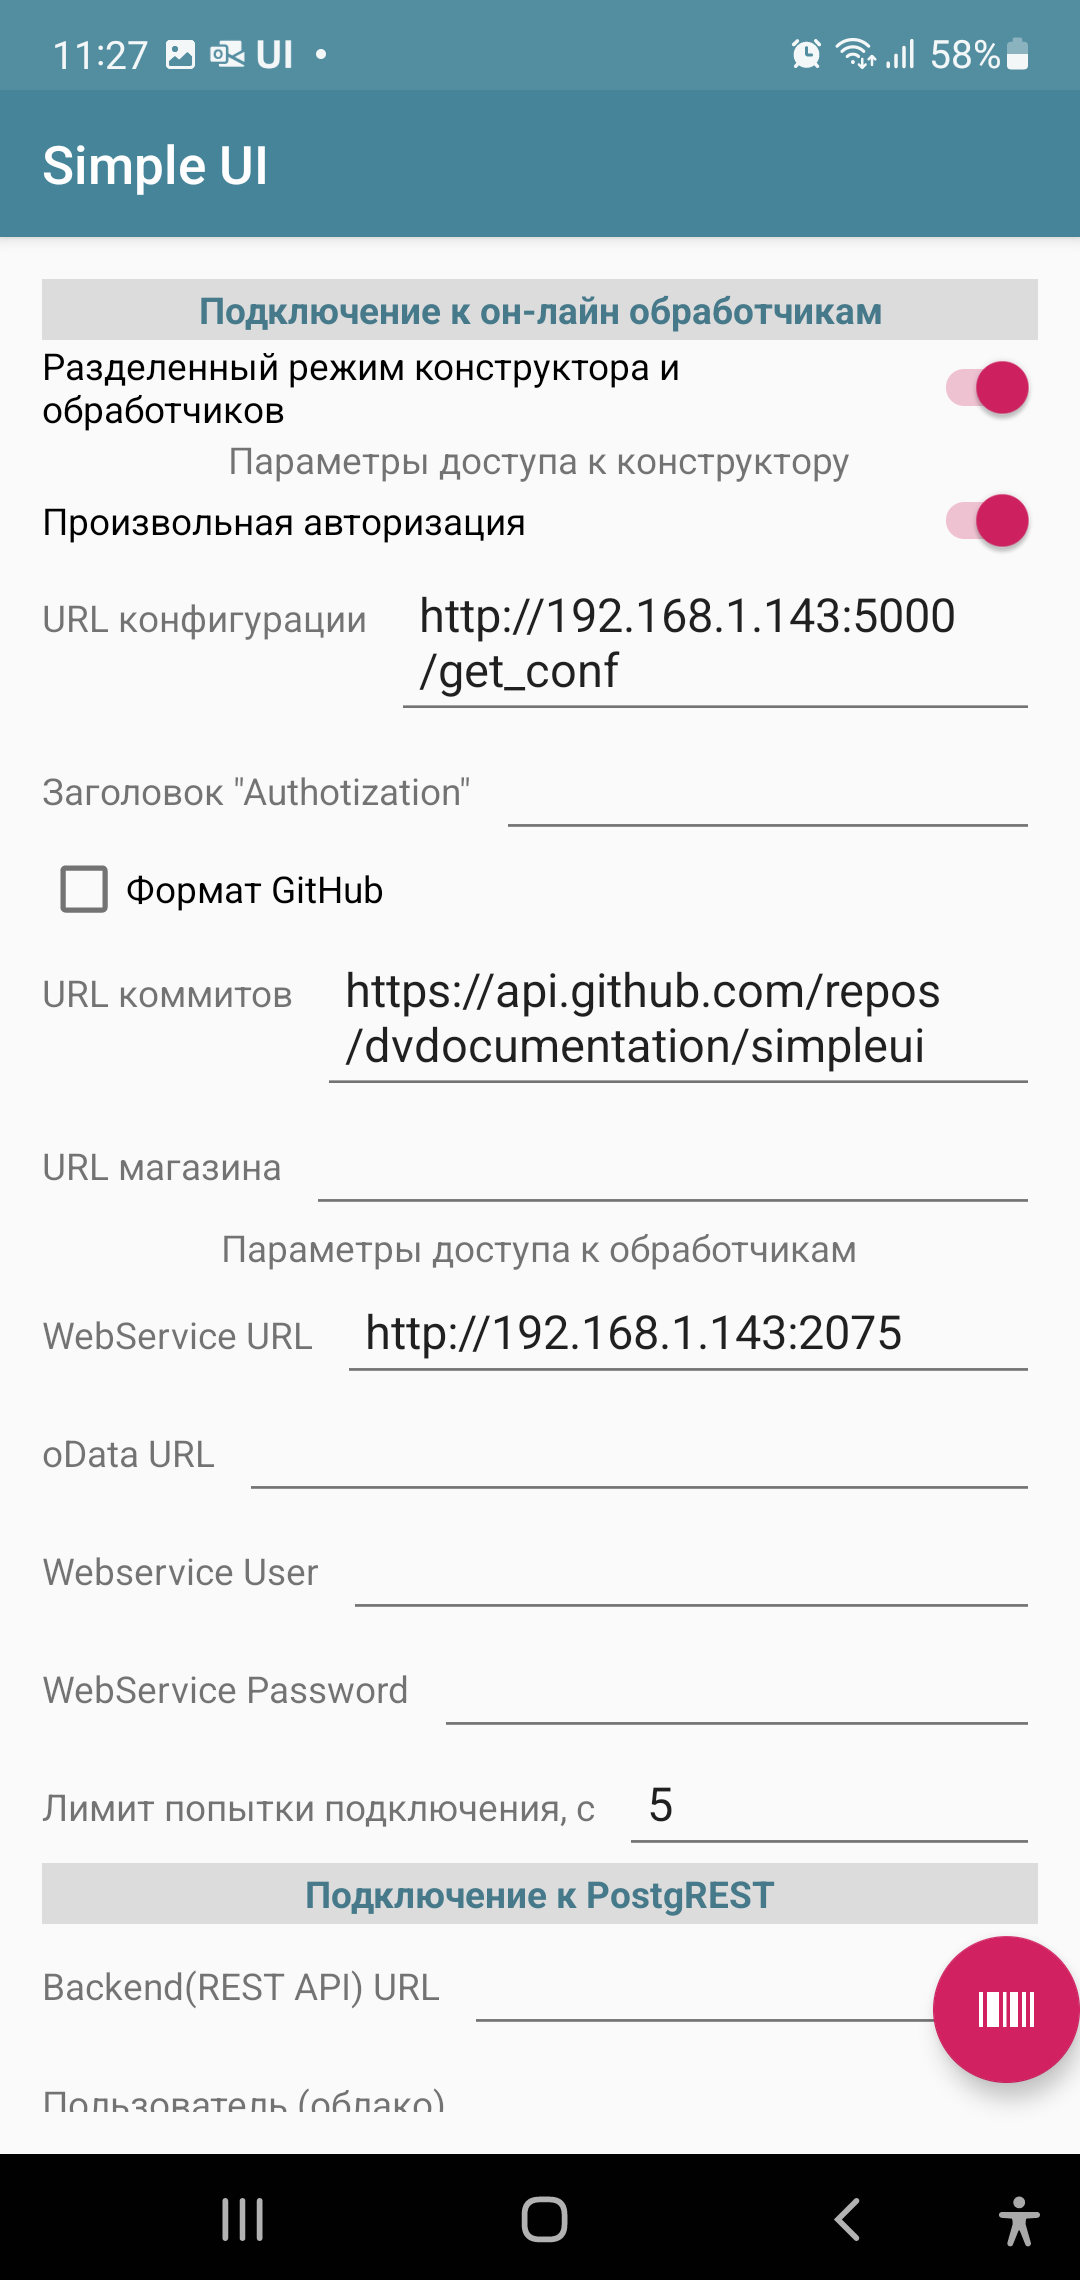 11:27 UI 58%
Simple UI
Подключение к он-лайн обработчикам
Разделенный режим конструктора и
обработчиков
Параметры доступа к конструктору
Произвольная авторизация
URL конфигурации http://192.168.1.143:5000
/get_conf
Заголовок "Authotization"
Формат GitHub
URL коммитов https://api.github.com/repos
/dvdocumentation/simpleui
URL магазина
Параметры доступа к обработчикам
WebService URL http://192.168.1.143:2075
oData URL
Webservice User
WebService Password
Лимит попытки подключения, с 5
Подключение к PostgREST
Backend(REST API) URL
Пользователь (облако)